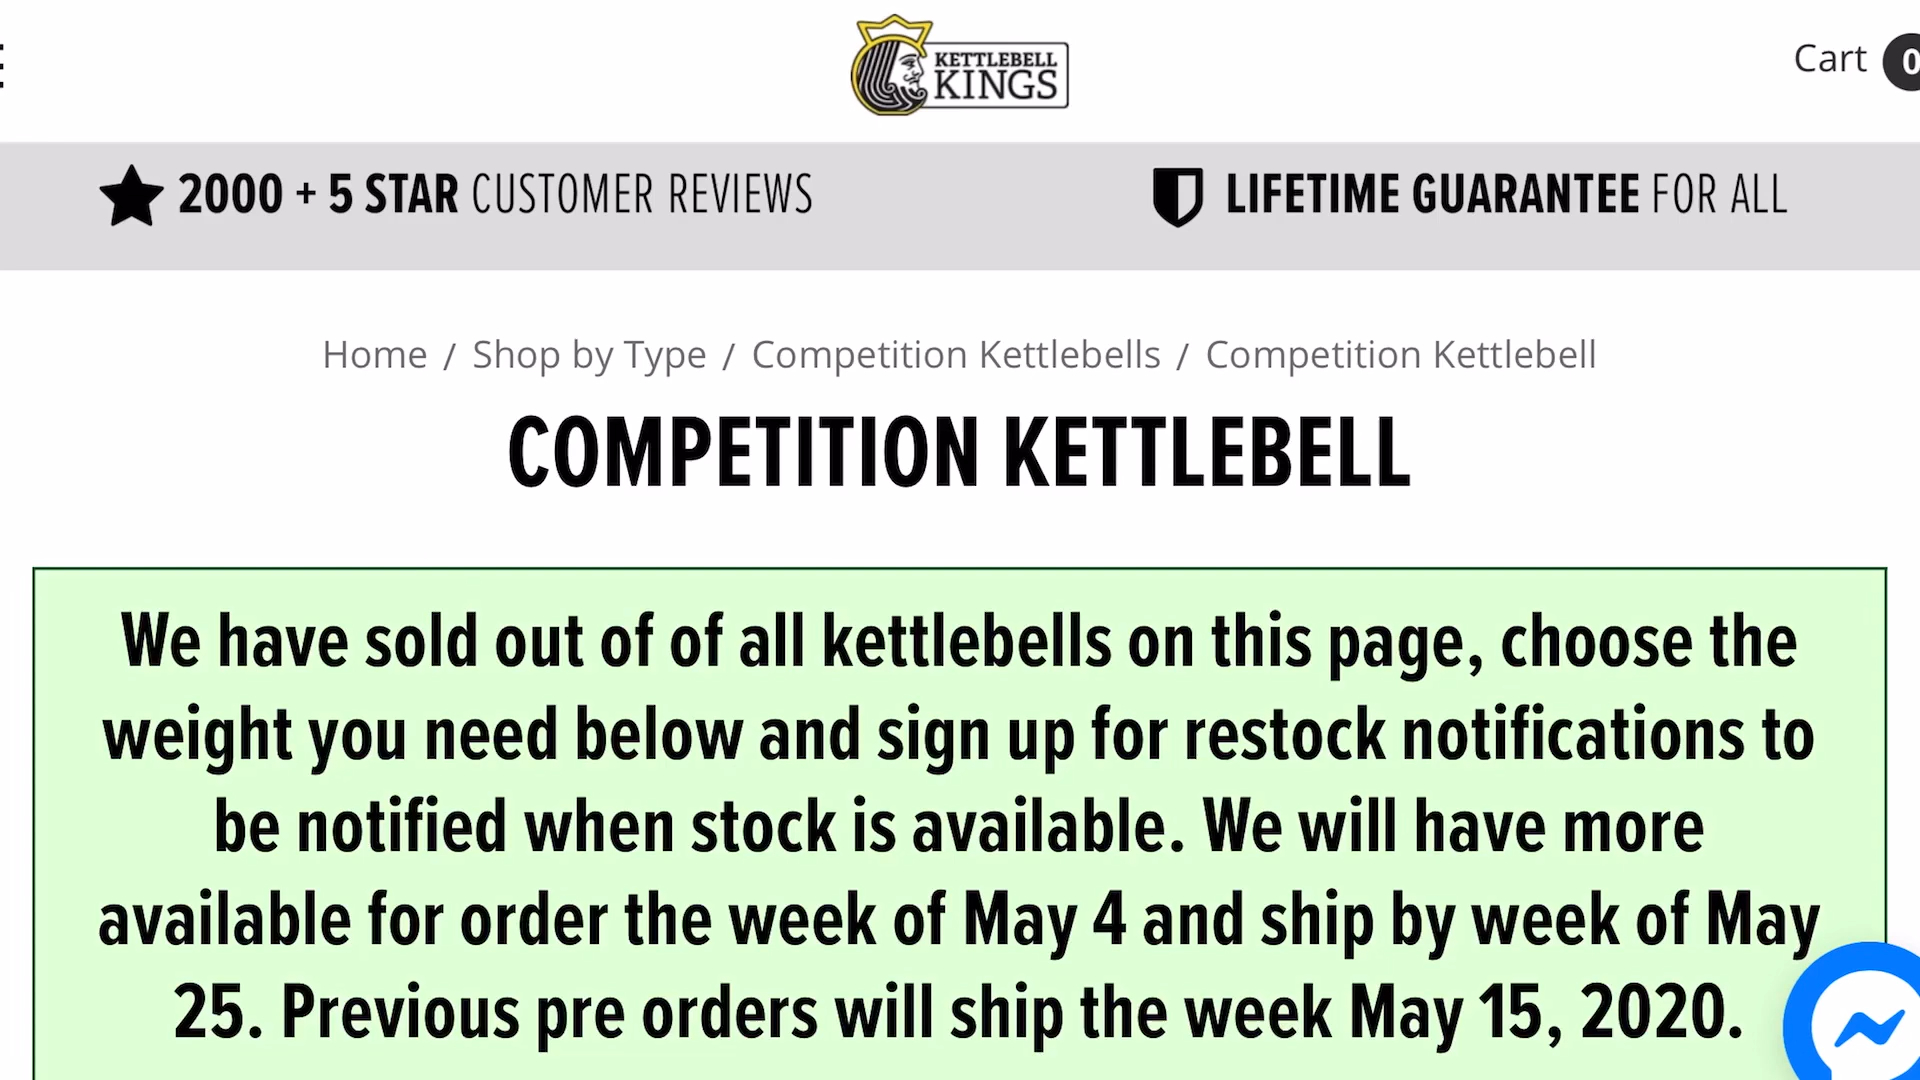 KETTLEBELL
KINGS
Cart 0
2000 + 5 STAR CUSTOMER REVIEWS
LIFETIME GUARANTEE FOR ALL
Home / Shop by Type / Competition Kettlebells / Competition Kettlebell
COMPETITION KETTLEBELL
We have sold out of of all kettlebells on this page, choose the
weight you need below and sign up for restock notifications to
be notified when stock is available. We will have more
available for order the week of May 4 and ship by week of May
25. Previous pre orders will ship the week May 15, 2020.